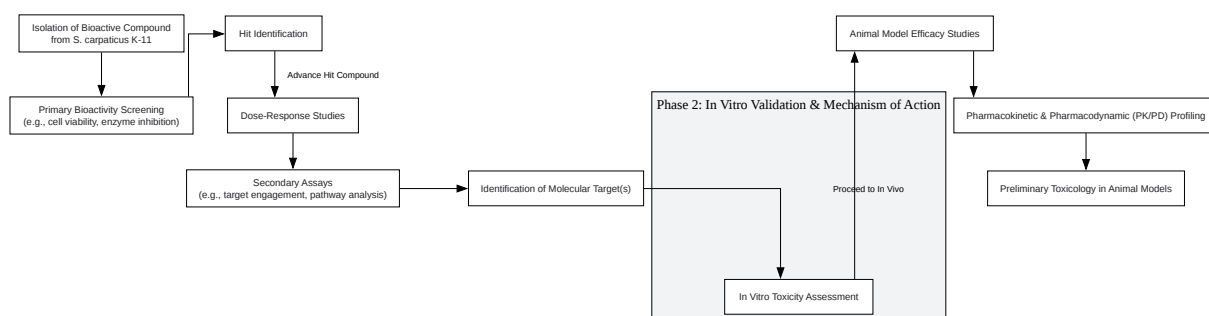 Isolation of Bioactive Compound
from S. carpaticus K-11
Primary Bioactivity Screening
(e.g., cell viability, enzyme inhibition)
Hit Identification
Advance Hit Compound
Dose-Response Studies
Secondary Assays
(e.g., target engagement, pathway analysis)
Identification of Molecular Target(s)
Phase 2: In Vitro Validation & Mechanism of Action
In Vitro Toxicity Assessment
Proceed to In Vivo
Animal Model Efficacy Studies
Pharmacokinetic & Pharmacodynamic (PK/PD) Profiling
Preliminary Toxicology in Animal Models